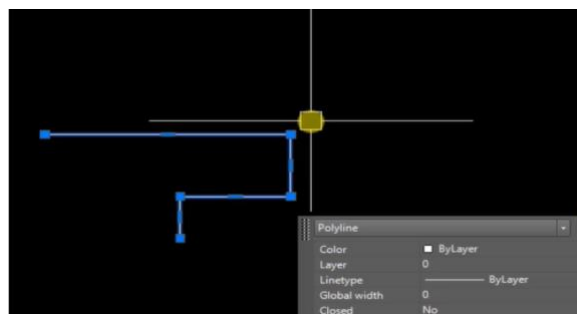 Polyline
Color ByLayer
Layer 0
Linetype ByLayer
Global width 0
Closed No